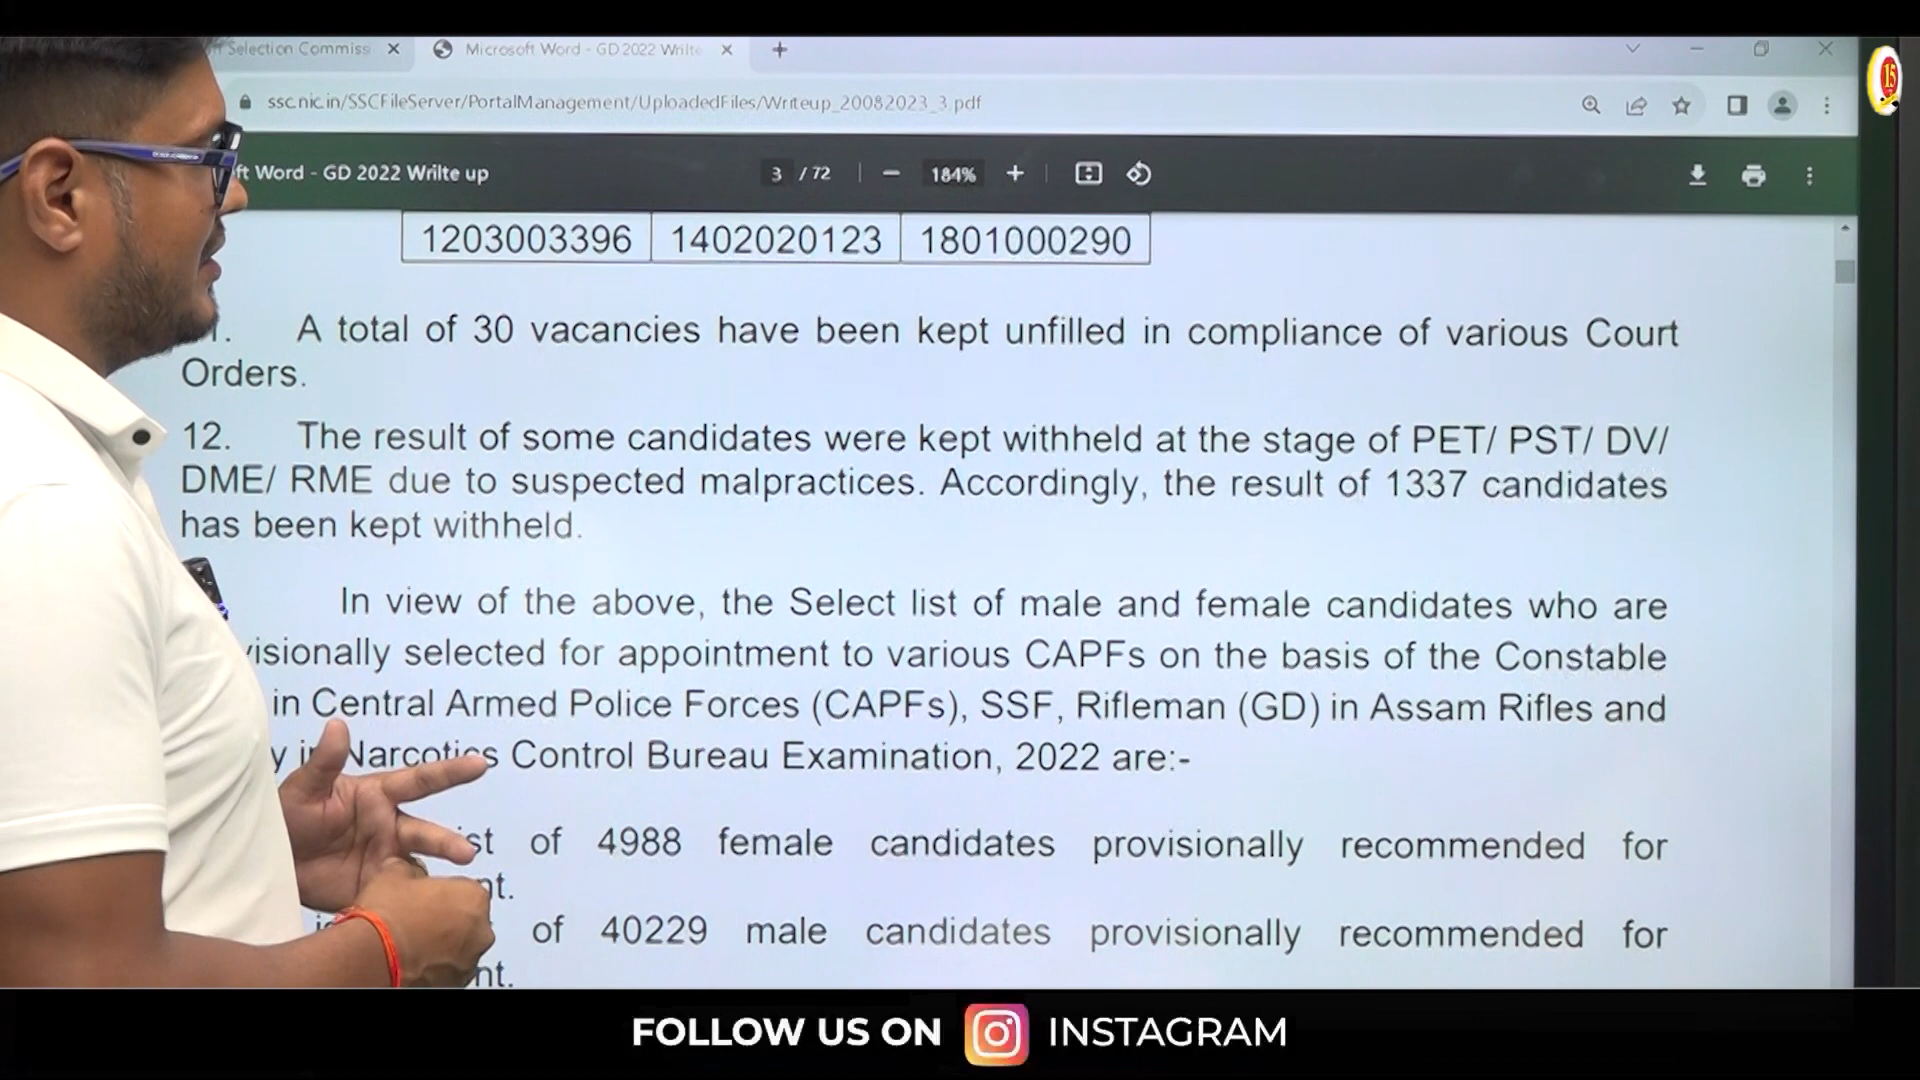 Selection Commiss
Microsoft Word - GD 2022 Write
ssc.nic.in/SSCFileServer/PortalManagement/UploadedFiles/Writeup_20082023_3.pdf
ft Word - GD 2022 Wrilte up
3 / 72
184%
1203003396 1402020123 1801000290
1. A total of 30 vacancies have been kept unfilled in compliance of various Court
Orders.
12. The result of some candidates were kept withheld at the stage of PET/ PST/ DV/
DME/ RME due to suspected malpractices. Accordingly, the result of 1337 candidates
has been kept withheld.
In view of the above, the Select list of male and female candidates who are
visionally selected for appointment to various CAPFs on the basis of the Constable
in Central Armed Police Forces (CAPFs), SSF, Rifleman (GD) in Assam Rifles and
y in Narcotics Control Bureau Examination, 2022 are:-
st of 4988 female candidates provisionally recommended for
nt.
of 40229 male candidates provisionally recommended for
nt.
15
FOLLOW US ON INSTAGRAM